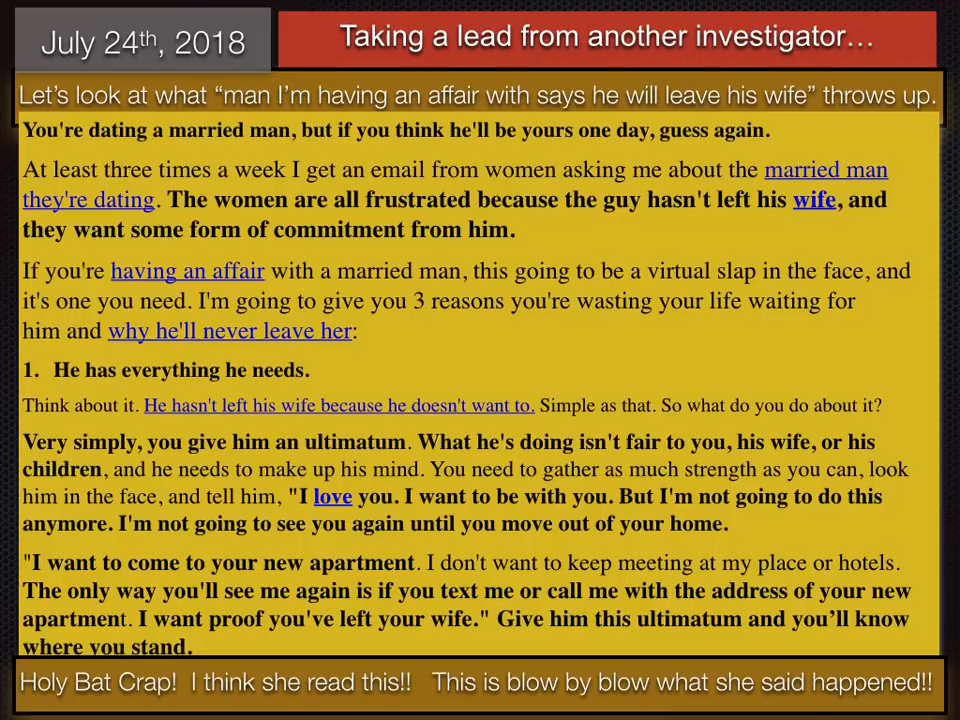 July 24th, 2018
Taking a lead from another investigator…
Let's look at what “man I'm having an affair with says he will leave his wife” throws up.
You're dating a married man, but if you think he'll be yours one day, guess again.
At least three times a week I get an email from women asking me about the married man
they're dating. The women are all frustrated because the guy hasn't left his wife, and
they want some form of commitment from him.
If you're having an affair with a married man, this going to be a virtual slap in the face, and
it's one you need. I'm going to give you 3 reasons you're wasting your life waiting for
him and why he'll never leave her:
1. He has everything he needs.
Think about it. He hasn't left his wife because he doesn't want to. Simple as that. So what do you do about it?
Very simply, you give him an ultimatum. What he's doing isn't fair to you, his wife, or his
children, and he needs to make up his mind. You need to gather as much strength as you can, look
him in the face, and tell him, "I love you. I want to be with you. But I'm not going to do this
anymore. I'm not going to see you again until you move out of your home.
"I want to come to your new apartment. I don't want to keep meeting at my place or hotels.
The only way you'll see me again is if you text me or call me with the address of your new
apartment. I want proof you've left your wife." Give him this ultimatum and you’ll know
where you stand.
Holy Bat Crap! I think she read this!! This is blow by blow what she said happened!!